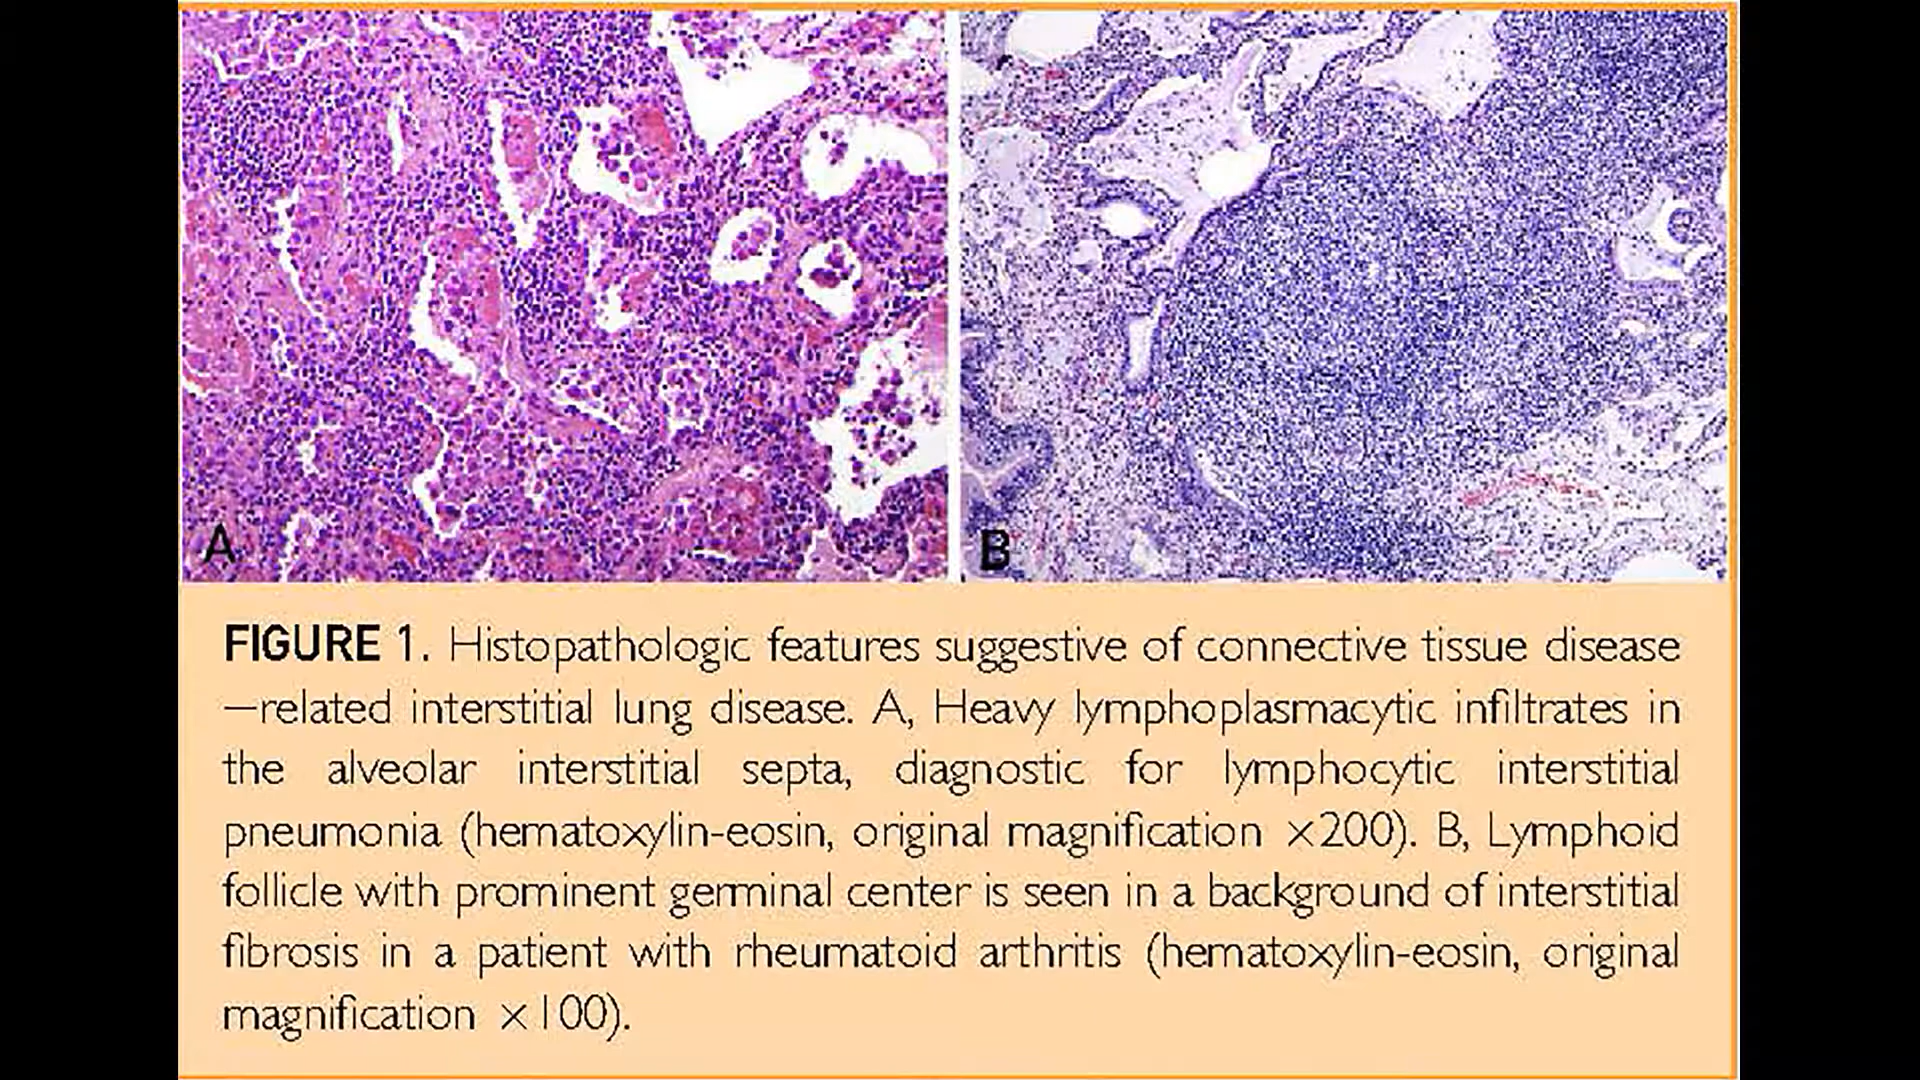 A
B
FIGURE 1. Histopathologic features suggestive of connective tissue disease
—related interstitial lung disease. A, Heavy lymphoplasmacytic infiltrates in
the alveolar interstitial septa, diagnostic for lymphocytic interstitial
pneumonia (hematoxylin-eosin, original magnification ×200). B, Lymphoid
follicle with prominent germinal center is seen in a background of interstitial
fibrosis in a patient with rheumatoid arthritis (hematoxylin-eosin, original
magnification ×100).